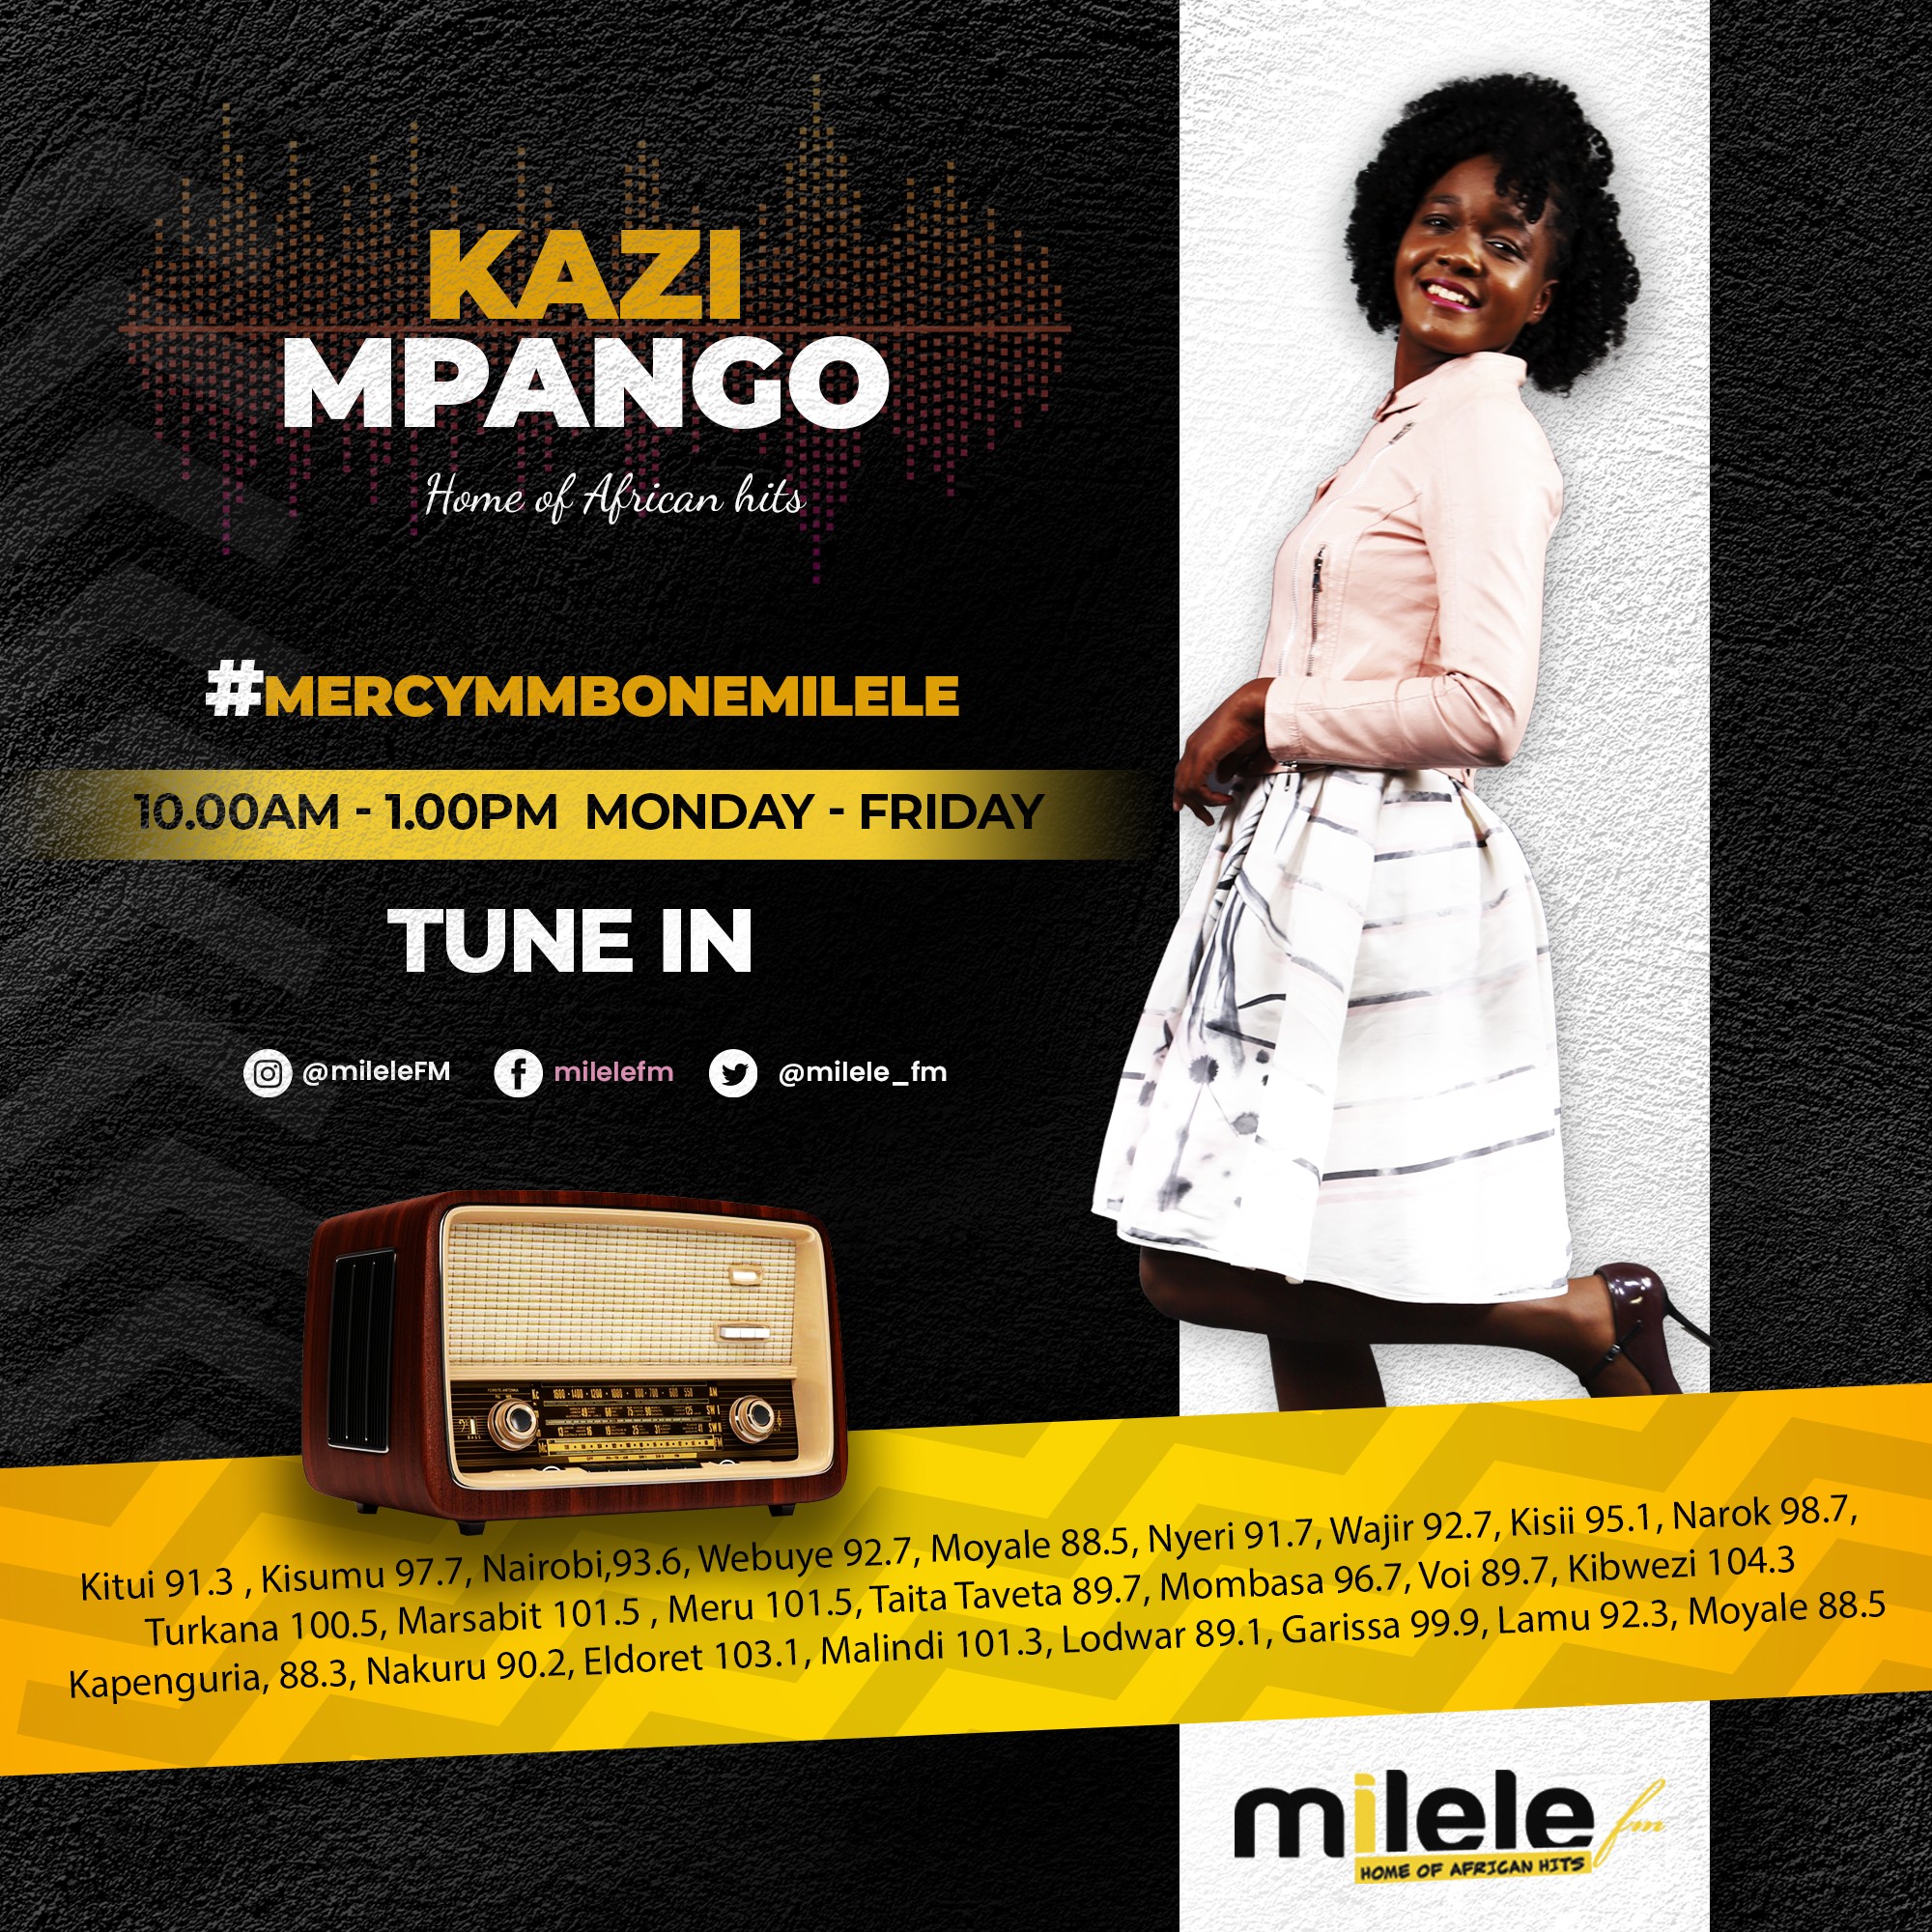 KAZI
MPANGO
Home of African hits
#MERCYMMBONEMILELE
10.00AM - 1.00PM MONDAY - FRIDAY
TUNE IN
@mileleFM milelefm @milele_fm
Kitui 91.3 , Kisumu 97.7, Nairobi,93.6, Webuye 92.7, Moyale 88.5, Nyeri 91.7, Wajir 92.7, Kisii 95.1, Narok 98.7,
Turkana 100.5, Marsabit 101.5 , Meru 101.5, Taita Taveta 89.7, Mombasa 96.7, Voi 89.7, Kibwezi 104.3
Kapenguria, 88.3, Nakuru 90.2, Eldoret 103.1, Malindi 101.3, Lodwar 89.1, Garissa 99.9, Lamu 92.3, Moyale 88.5
milele fm
HOME OF AFRICAN HITS